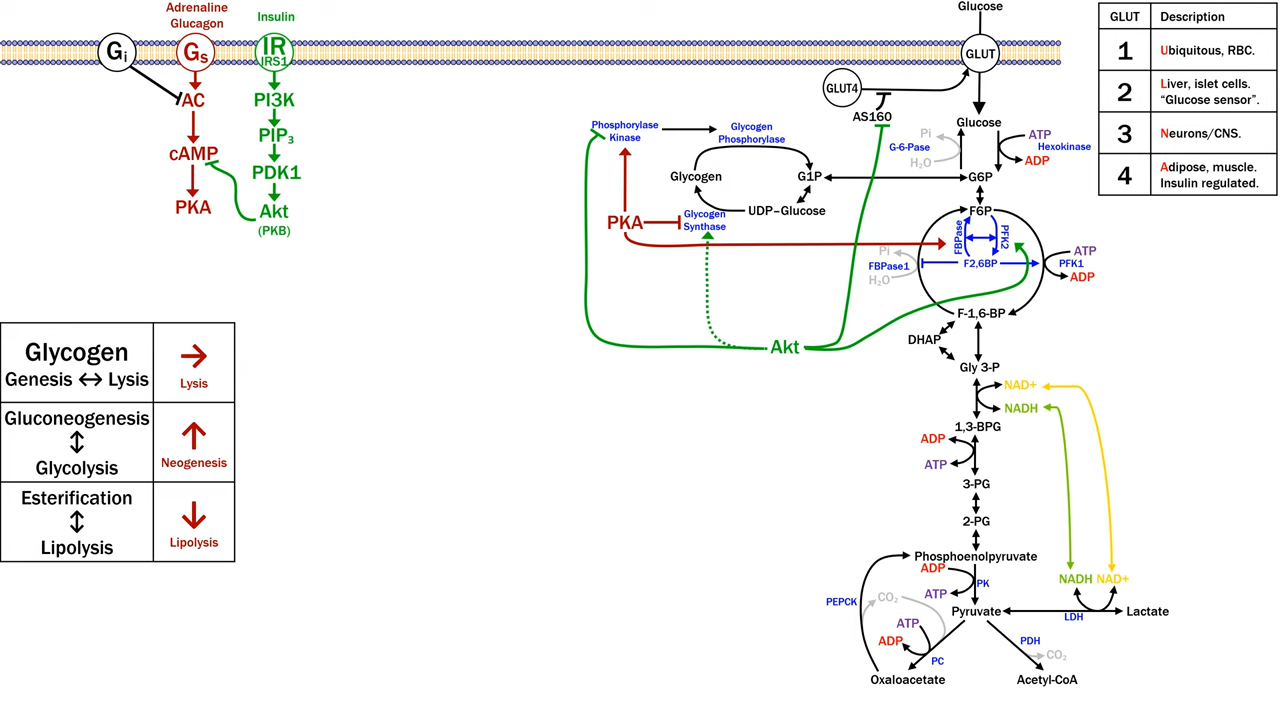 Adrenaline
Glucagon
Insulin
Gi
Gs
IR
IRS1
AC
cAMP
PKA
PI3K
PIP3
PDK1
Akt
(PKB)
Glycogen
Genesis ↔ Lysis
Lysis
Gluconeogenesis
Glycolysis
Neogenesis
Esterification
Lipolysis
Lipolysis
Glucose
GLUT
GLUT4
AS160
Phosphorylase
Kinase
Glycogen
Phosphorylase
Glycogen
G1P
UDP–Glucose
PKA
Glycogen
Synthase
Akt
Glucose
Pi
G-6-Pase
H2O
ATP
Hexokinase
ADP
G6P
F6P
FBPase
PFK2
F2,6BP
Pi
FBPase1
H2O
ATP
PFK1
ADP
F-1,6-BP
DHAP
Gly 3-P
NAD+
NADH
1,3-BPG
ADP
ATP
3-PG
2-PG
Phosphoenolpyruvate
ADP
PK
ATP
Pyruvate
NADH NAD+
LDH
Lactate
PEPCK
CO2
ATP
ADP
PC
PDH
CO2
Oxaloacetate
Acetyl-CoA
GLUT Description
1 Ubiquitous, RBC.
2 Liver, islet cells.
“Glucose sensor”.
3 Neurons/CNS.
4 Adipose, muscle.
Insulin regulated.